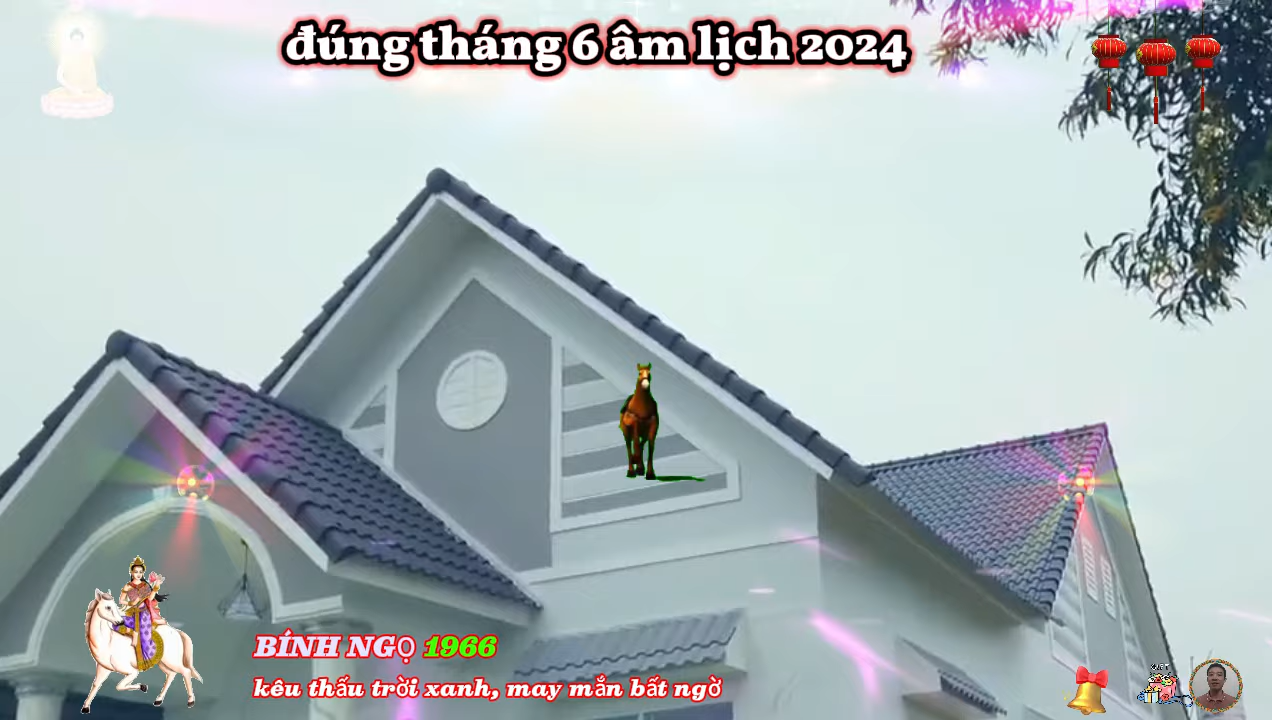 đúng tháng 6 âm lịch 2024
BÍNH NGỌ 1966
kêu thấu trời xanh, may mắn bất ngờ